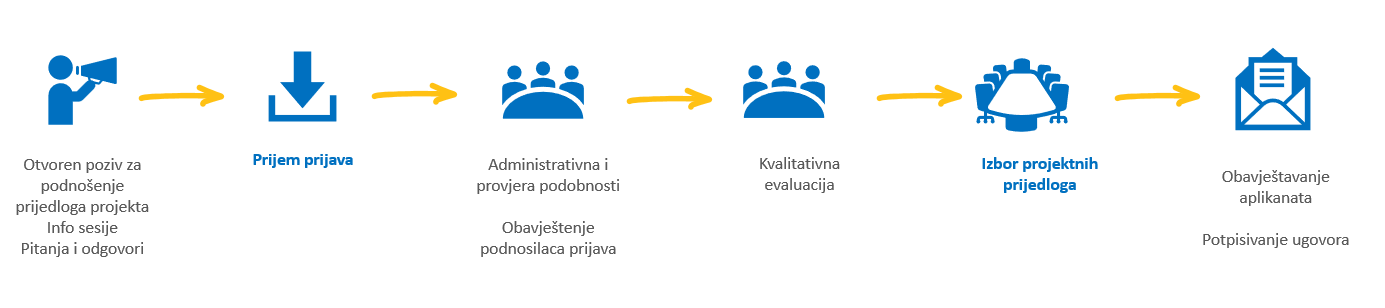 Otvoren poziv za
podnošenje
prijedloga projekta
Info sesije
Pitanja i odgovori
Prijem prijava
Administrativna i
provjera podobnosti
Obavještenje
podnosilaca prijava
Kvalitativna
evaluacija
Izbor projektnih
prijedloga
Obavještavanje
aplikanata
Potpisivanje ugovora